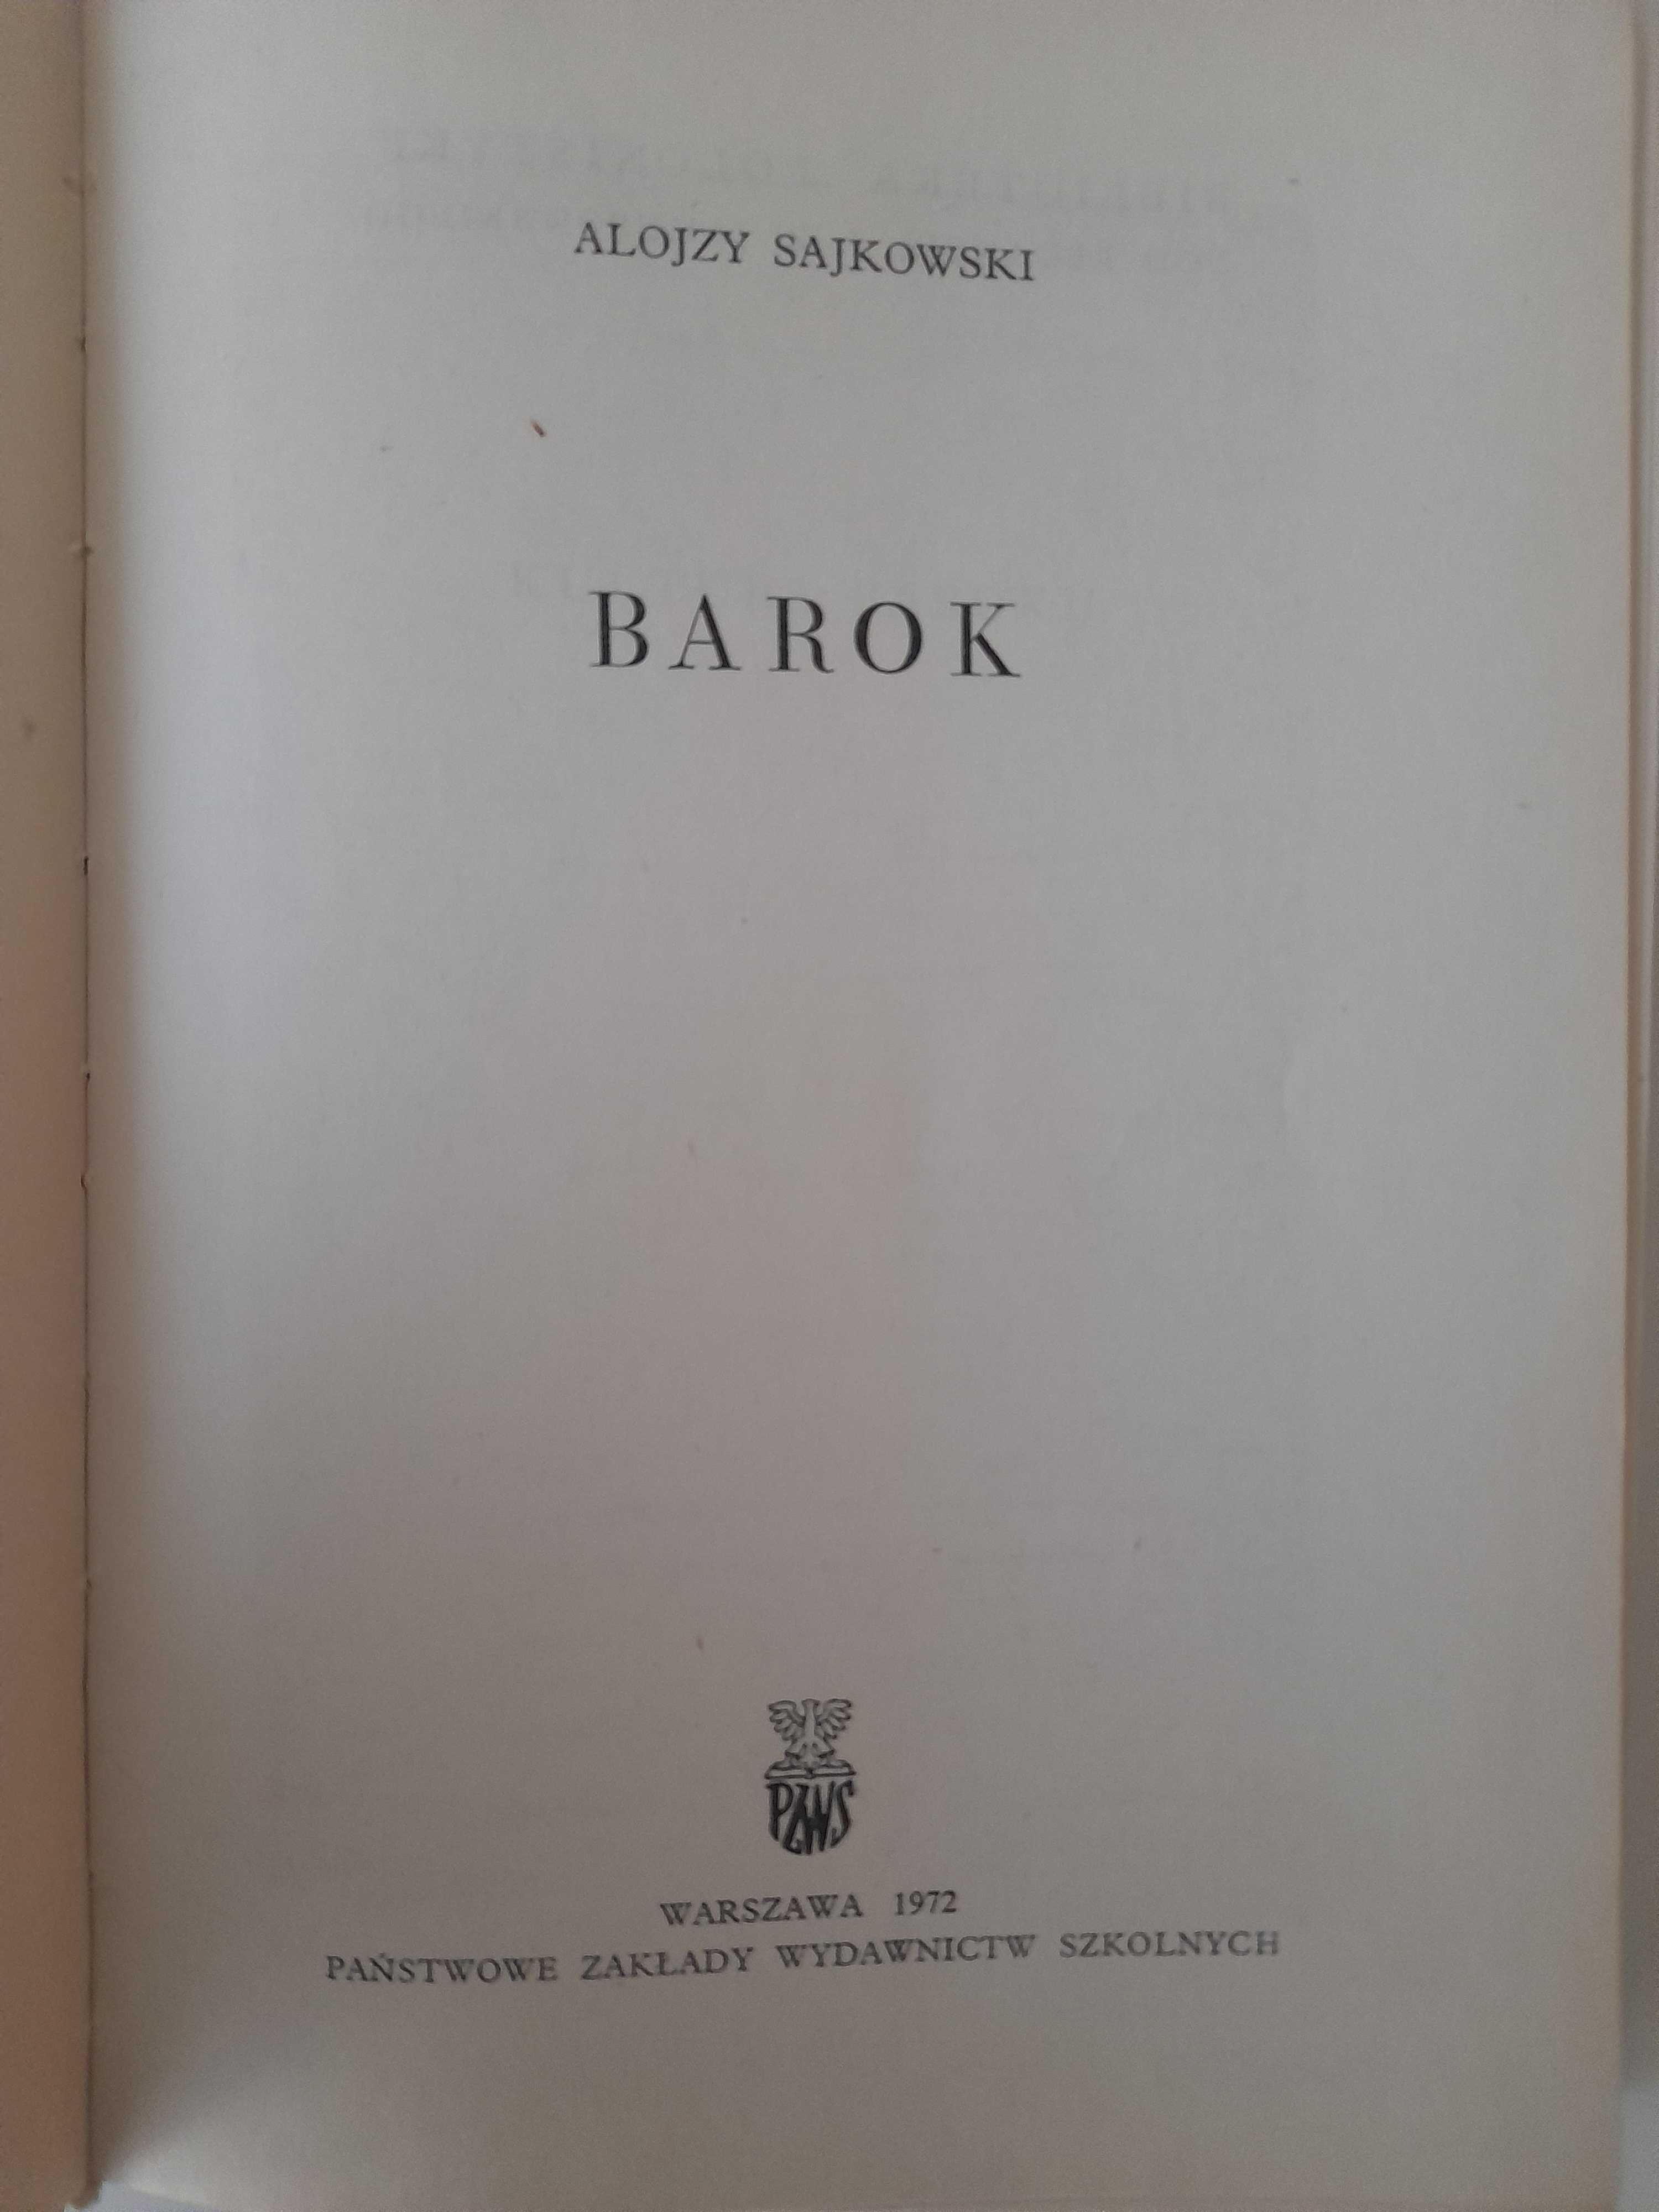 ALOJZY SAJKOWSKI
BAROK
PZWS
WARSZAWA 1972
PAŃSTWOWE ZAKŁADY WYDAWNICTW SZKOLNYCH